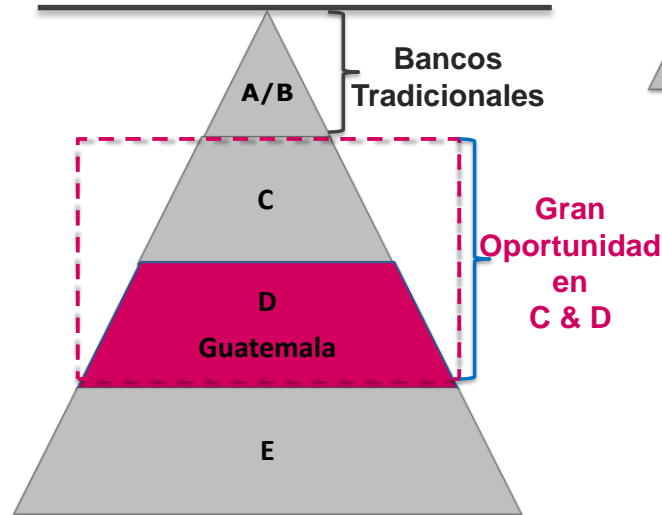 A/B
Bancos
Tradicionales
C
Gran
Oportunidad
en
C & D
D
Guatemala
E